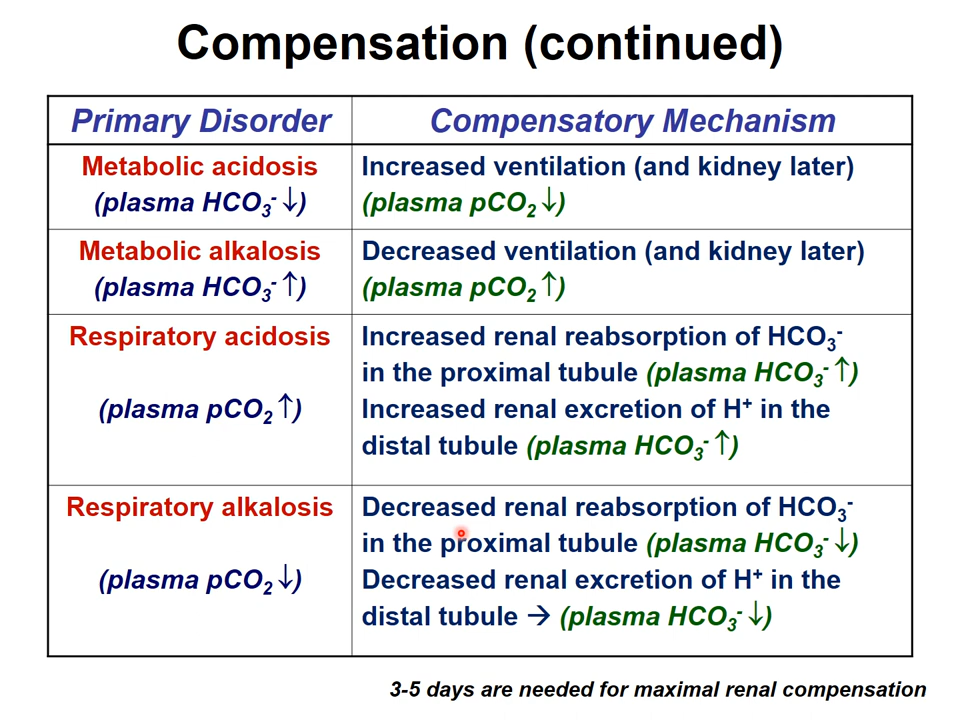 Compensation (continued)
Primary Disorder
Compensatory Mechanism
Metabolic acidosis
(plasma HCO₃⁻ ↓)
Increased ventilation (and kidney later)
(plasma pCO₂ ↓)
Metabolic alkalosis
(plasma HCO₃⁻ ↑)
Decreased ventilation (and kidney later)
(plasma pCO₂ ↑)
Respiratory acidosis
(plasma pCO₂ ↑)
Increased renal reabsorption of HCO₃⁻
in the proximal tubule (plasma HCO₃⁻ ↑)
Increased renal excretion of H⁺ in the
distal tubule (plasma HCO₃⁻ ↑)
Respiratory alkalosis
(plasma pCO₂ ↓)
Decreased renal reabsorption of HCO₃⁻
in the proximal tubule (plasma HCO₃⁻ ↓)
Decreased renal excretion of H⁺ in the
distal tubule → (plasma HCO₃⁻ ↓)
3-5 days are needed for maximal renal compensation